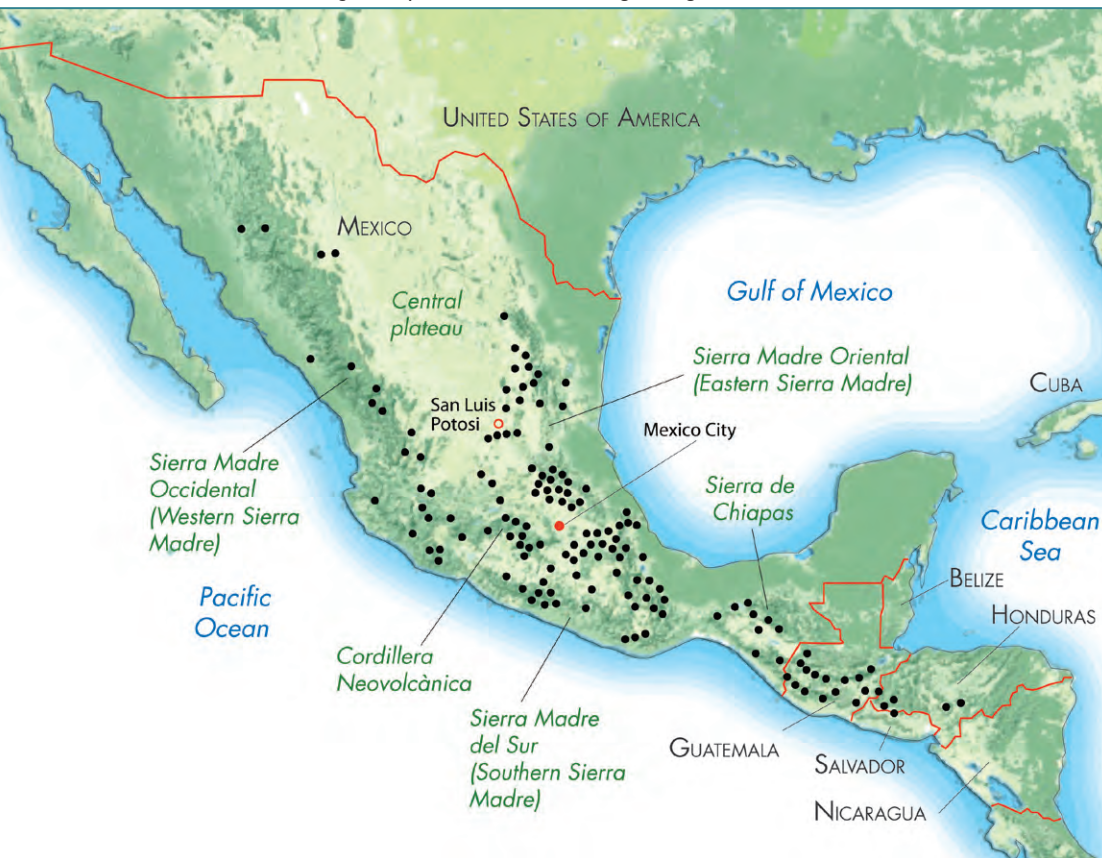 UNITED STATES OF AMERICA
MEXICO
Central
plateau
Gulf of Mexico
Sierra Madre Oriental
(Eastern Sierra Madre)
CUBA
San Luis
Potosi
Mexico City
Sierra Madre
Occidental
(Western Sierra
Madre)
Sierra de
Chiapas
Caribbean
Sea
BELIZE
HONDURAS
Pacific
Ocean
Cordillera
Neovolcànica
Sierra Madre
del Sur
(Southern Sierra
Madre)
GUATEMALA
SALVADOR
NICARAGUA